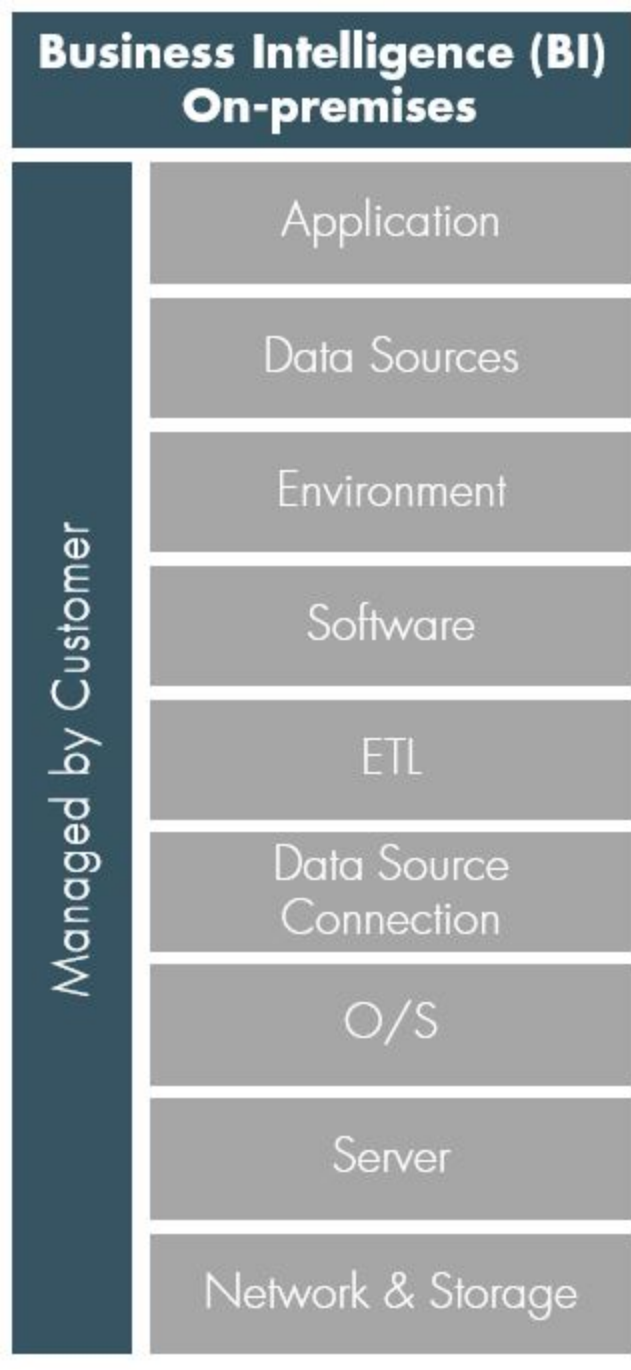 Business Intelligence (BI)
On-premises
Managed by Customer
Application
Data Sources
Environment
Software
ETL
Data Source
Connection
O/S
Server
Network & Storage